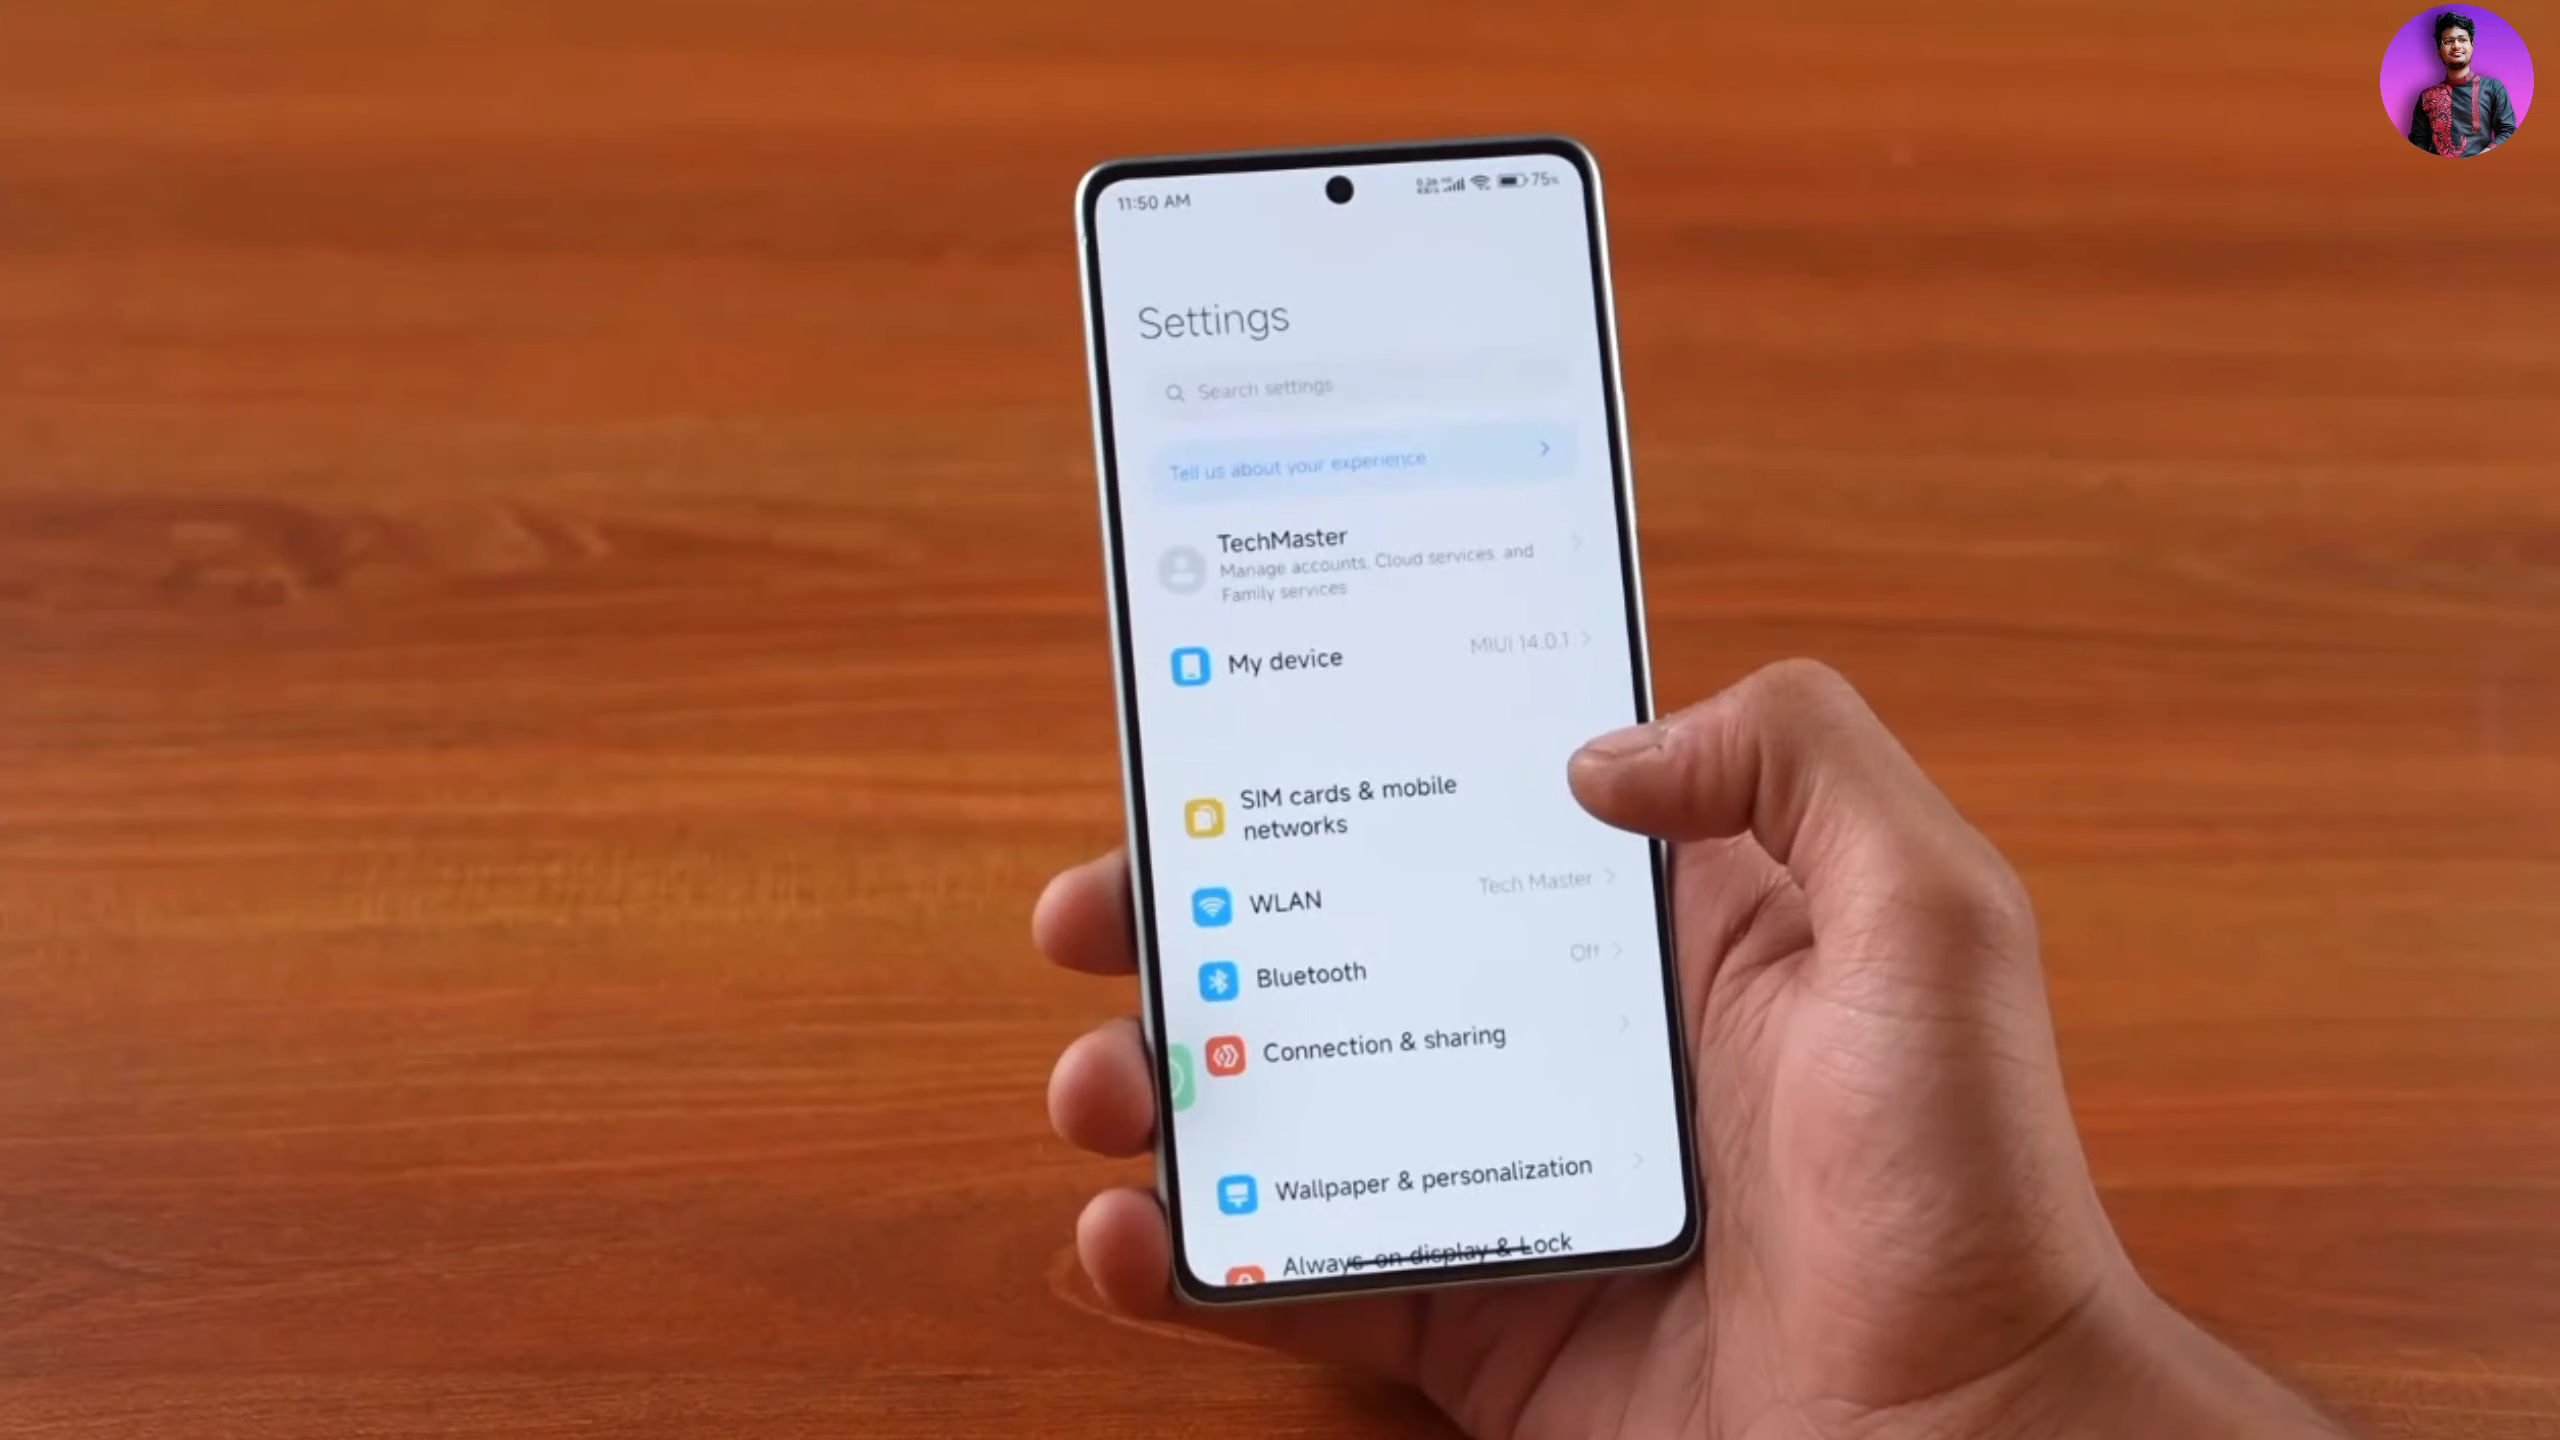 11:50 AM
75%
Settings
Search settings
Tell us about your experience
TechMaster
Manage accounts, Cloud services, and
Family services
My device MIUI 14.0.1
SIM cards & mobile
networks
WLAN Tech Master
Bluetooth Off
Connection & sharing
Wallpaper & personalization
Always-on display & Lock